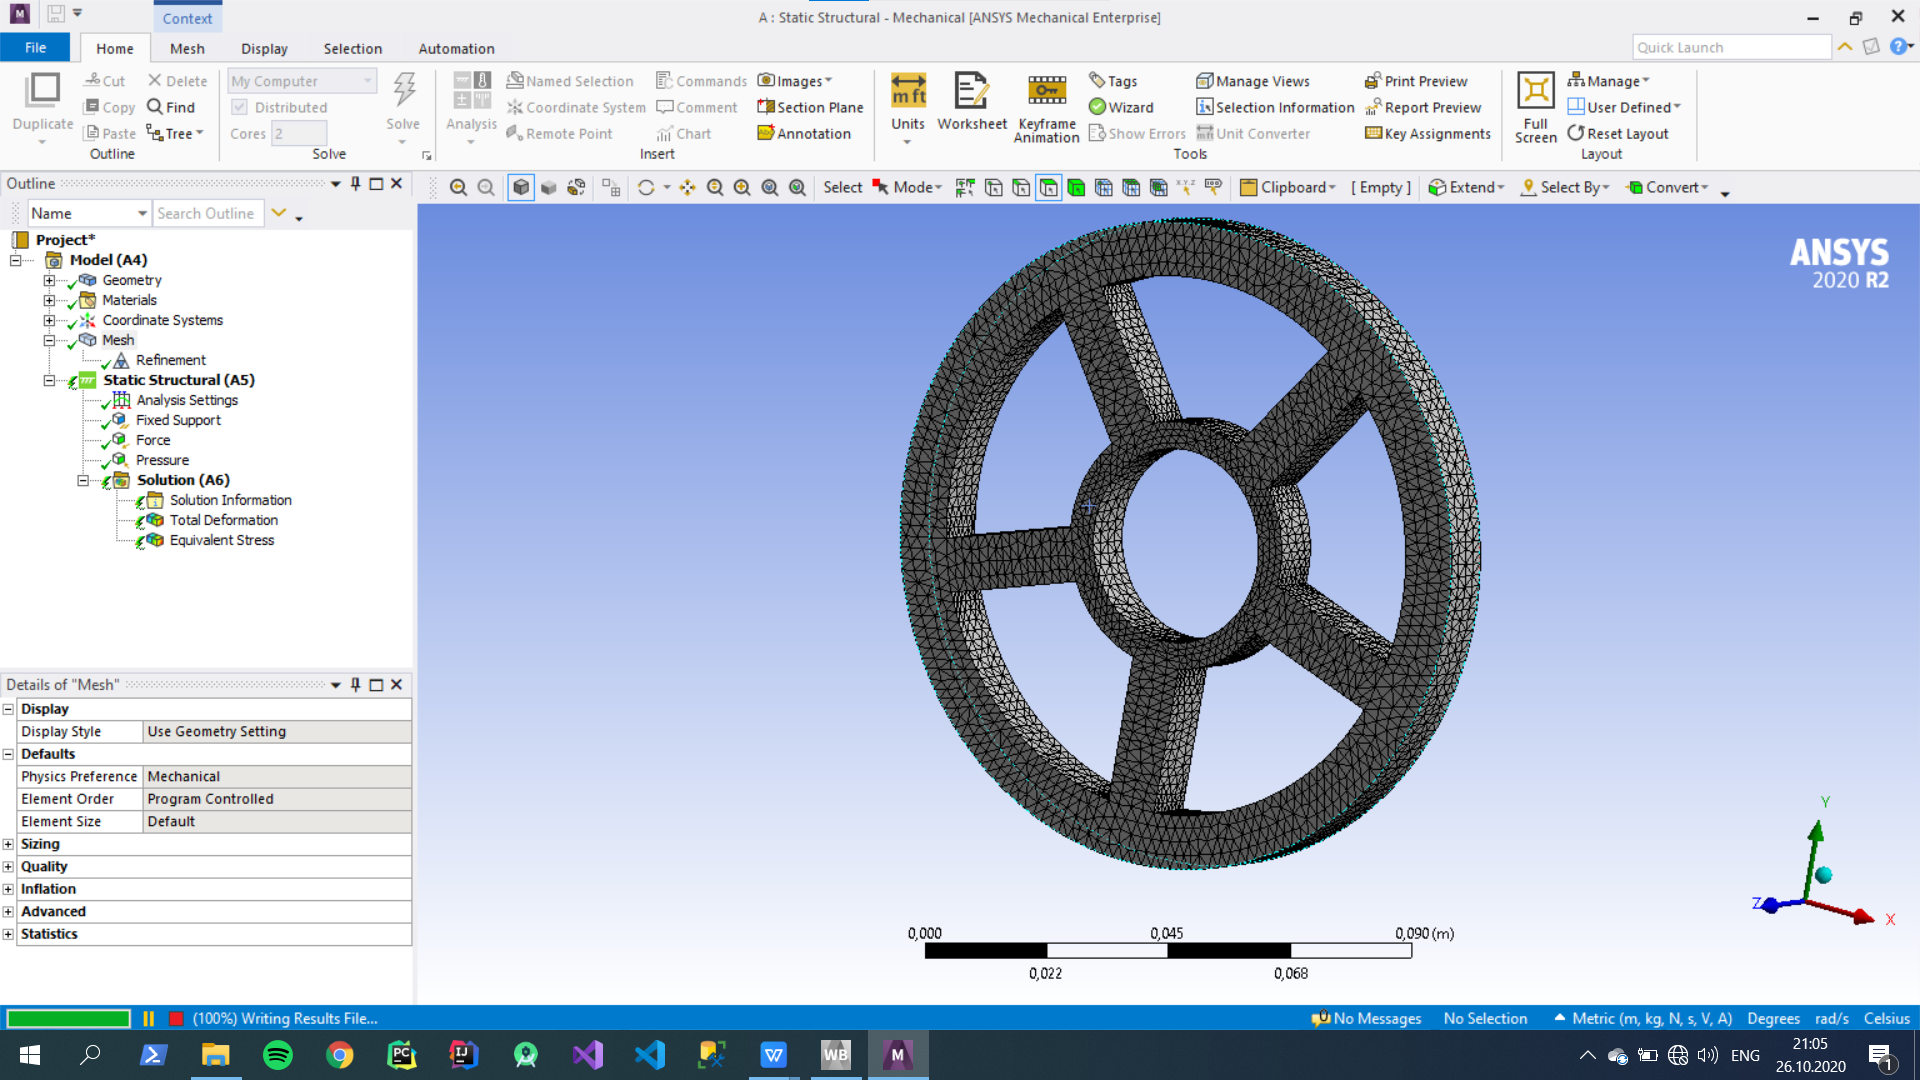 Context
A : Static Structural - Mechanical [ANSYS Mechanical Enterprise]
File
Home
Mesh
Display
Selection
Automation
Quick Launch
Duplicate
Cut
Copy
Paste
Delete
Find
Tree
Outline
My Computer
Distributed
Cores 2
Solve
Solve
Analysis
Named Selection
Coordinate System
Remote Point
Commands
Comment
Chart
Images
Section Plane
Annotation
Insert
Units
Worksheet
Keyframe
Animation
Tags
Wizard
Show Errors
Manage Views
Selection Information
Unit Converter
Print Preview
Report Preview
Key Assignments
Tools
Full
Screen
Manage
User Defined
Reset Layout
Layout
Outline
Select
Mode
Clipboard
[ Empty ]
Extend
Select By
Convert
Name
Search Outline
Project*
Model (A4)
Geometry
Materials
Coordinate Systems
Mesh
Refinement
Static Structural (A5)
Analysis Settings
Fixed Support
Force
Pressure
Solution (A6)
Solution Information
Total Deformation
Equivalent Stress
ANSYS
2020 R2
Details of "Mesh"
Display
Display Style Use Geometry Setting
Defaults
Physics Preference Mechanical
Element Order Program Controlled
Element Size Default
Sizing
Quality
Inflation
Advanced
Statistics
Y
Z
X
0,000 0,045 0,090 (m)
0,022 0,068
(100%) Writing Results File...
No Messages
No Selection
Metric (m, kg, N, s, V, A)
Degrees
rad/s
Celsius
PC
IJ
W
WB
M
ENG
21:05
26.10.2020
1